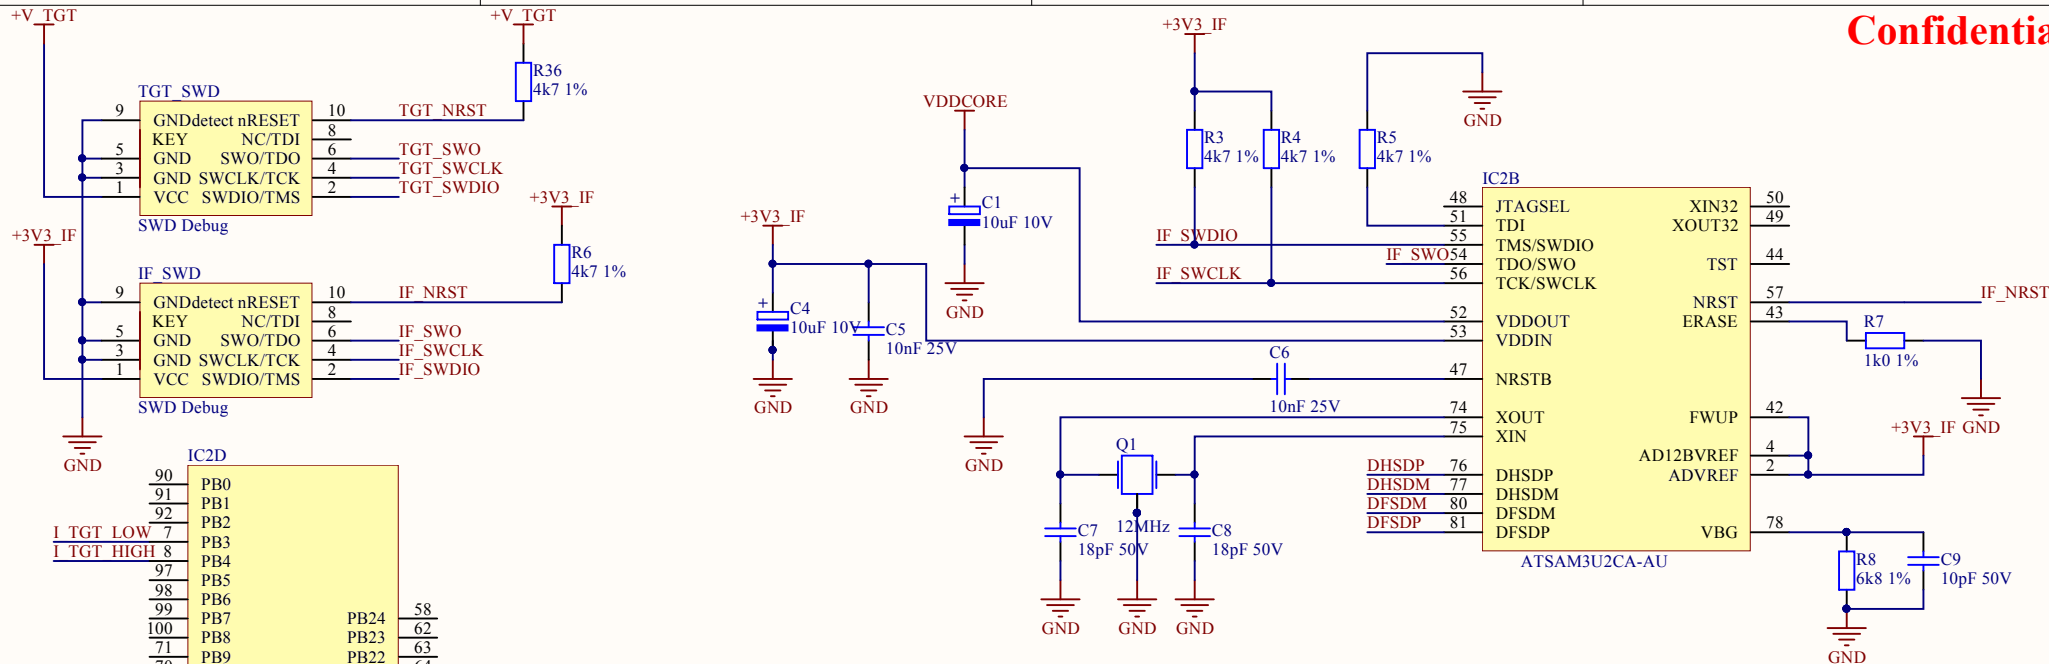 +V_TGT
+V_TGT
R36
4k7 1%
TGT_SWD
9 GNDdetect nRESET 10 TGT_NRST
KEY NC/TDI 8
5 GND SWO/TDO 6 TGT_SWO
3 GND SWCLK/TCK 4 TGT_SWCLK
1 VCC SWDIO/TMS 2 TGT_SWDIO
SWD Debug
+3V3_IF
+3V3_IF
R6
4k7 1%
IF_SWD
9 GNDdetect nRESET 10 IF_NRST
KEY NC/TDI 8
5 GND SWO/TDO 6 IF_SWO
3 GND SWCLK/TCK 4 IF_SWCLK
1 VCC SWDIO/TMS 2 IF_SWDIO
SWD Debug
GND
IC2D
90 PB0
91 PB1
92 PB2
I_TGT_LOW 7 PB3
I_TGT_HIGH 8 PB4
97 PB5
98 PB6
99 PB7
100 PB8
71 PB9
PB24 58
PB23 62
PB22 63
+3V3_IF
C4
10uF 10V
C5
10nF 25V
GND
GND
VDDCORE
C1
10uF 10V
GND
+3V3_IF
R3
4k7 1%
R4
4k7 1%
R5
4k7 1%
GND
Confidentia
IC2B
48 JTAGSEL
51 TDI
IF_SWDIO 55 TMS/SWDIO
IF_SWO 54 TDO/SWO
IF_SWCLK 56 TCK/SWCLK
52 VDDOUT
53 VDDIN
47 NRSTB
74 XOUT
75 XIN
DHSDP 76 DHSDP
DHSDM 77 DHSDM
DFSDM 80 DFSDM
DFSDP 81 DFSDP
XIN32 50
XOUT32 49
TST 44
NRST 57 IF_NRST
ERASE 43
FWUP 42
AD12BVREF 4
ADVREF 2
VBG 78
ATSAM3U2CA-AU
C6
10nF 25V
GND
Q1
12MHz
C7
18pF 50V
C8
18pF 50V
GND
GND
GND
R7
1k0 1%
GND
+3V3_IF
R8
6k8 1%
C9
10pF 50V
GND